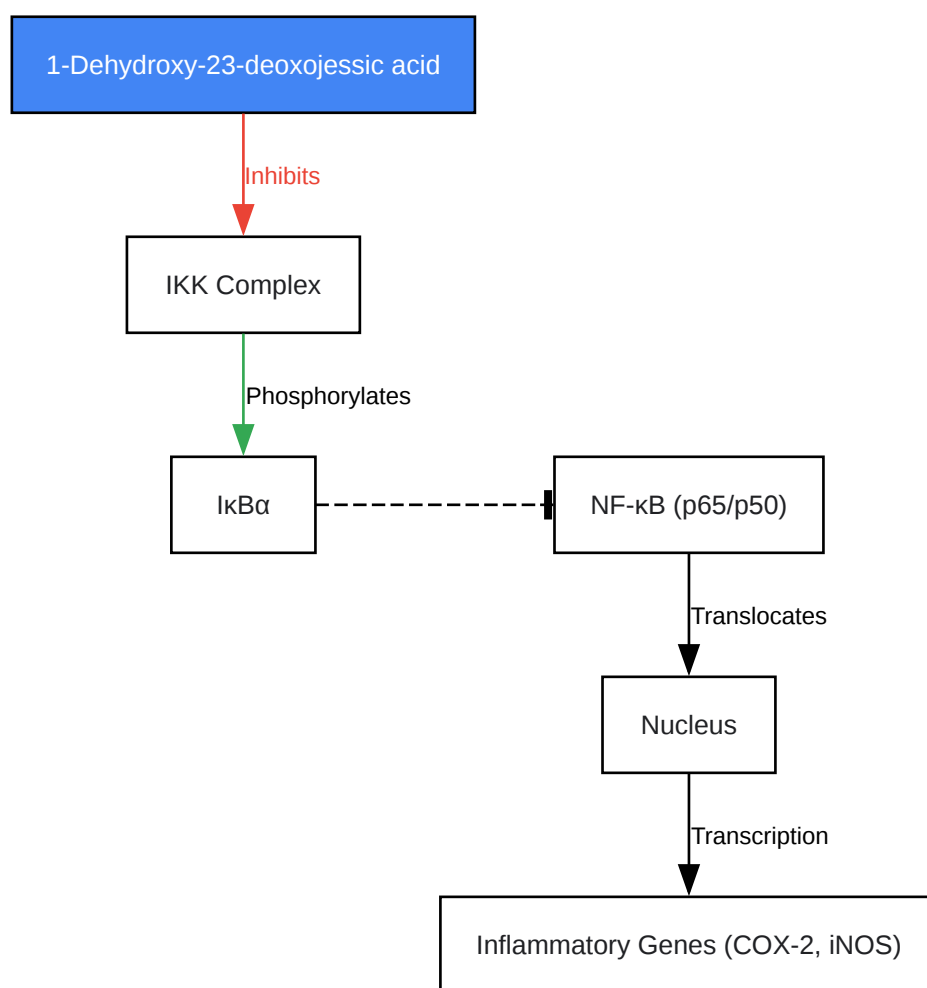 1-Dehydroxy-23-deoxojessic acid
Inhibits
IKK Complex
Phosphorylates
IκBα
NF-κB (p65/p50)
Translocates
Nucleus
Transcription
Inflammatory Genes (COX-2, iNOS)